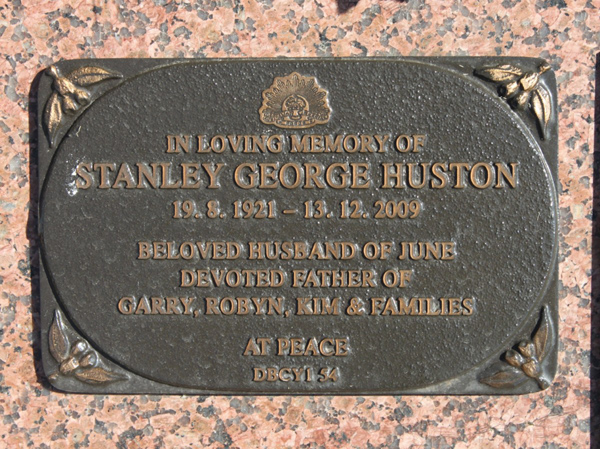 IN LOVING MEMORY OF
STANLEY GEORGE HUSTON
19. 8. 1921 – 13. 12. 2009
BELOVED HUSBAND OF JUNE
DEVOTED FATHER OF
GARRY, ROBYN, KIM & FAMILIES
AT PEACE
DBCY1 54